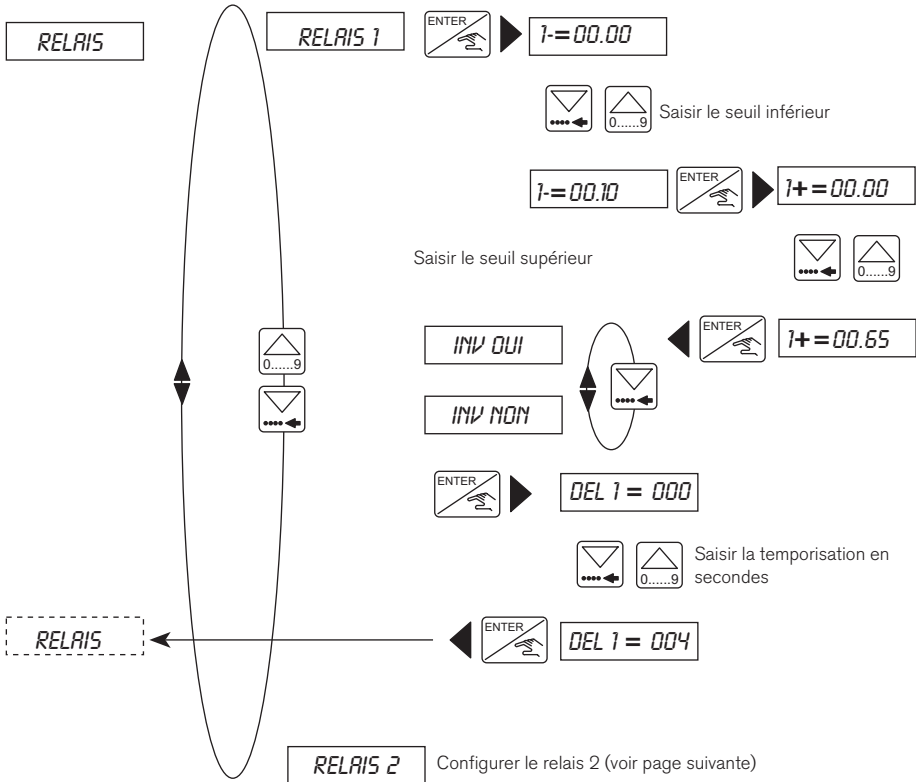 RELAIS
RELAIS 1
ENTER
1-=00.00
0......9
Saisir le seuil inférieur
1-=00.10
ENTER
1+=00.00
Saisir le seuil supérieur
0......9
INV OUI
ENTER
1+=00.65
0......9
INV NON
ENTER
DEL 1 = 000
0......9
Saisir la temporisation en
secondes
RELAIS
ENTER
DEL 1 = 004
RELAIS 2
Configurer le relais 2 (voir page suivante)